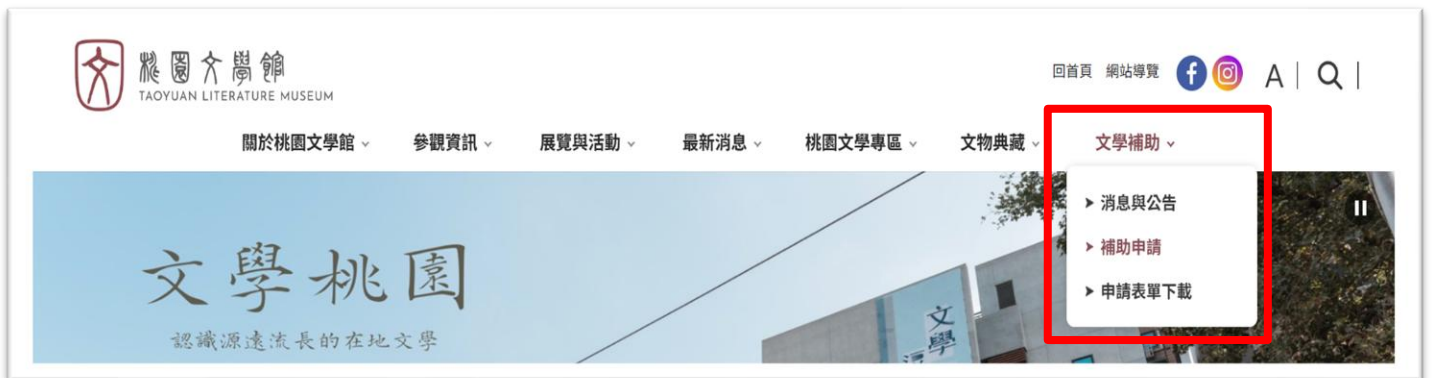 桃園文學館
TAOYUAN LITERATURE MUSEUM
回首頁 網站導覽 A
關於桃園文學館 參觀資訊 展覽與活動 最新消息 桃園文學專區 文物典藏 文學補助
消息與公告
補助申請
申請表單下載
文學桃園
認識源遠流長的在地文學
文學